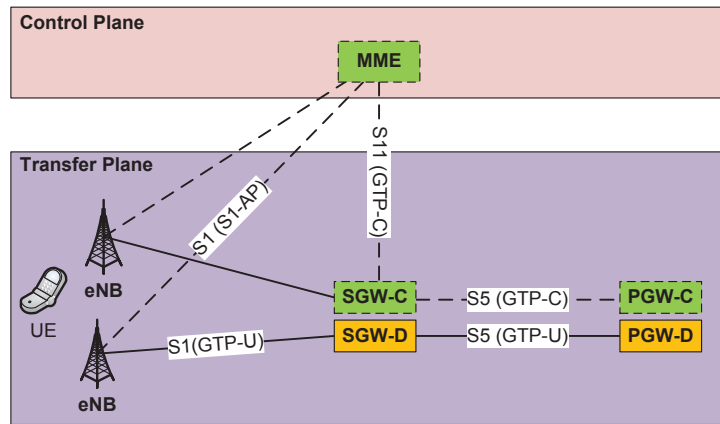 Control Plane
MME
S11 (GTP-C)
Transfer Plane
S1 (S1-AP)
eNB
UE
SGW-C
S5 (GTP-C)
PGW-C
S1(GTP-U)
SGW-D
S5 (GTP-U)
PGW-D
eNB